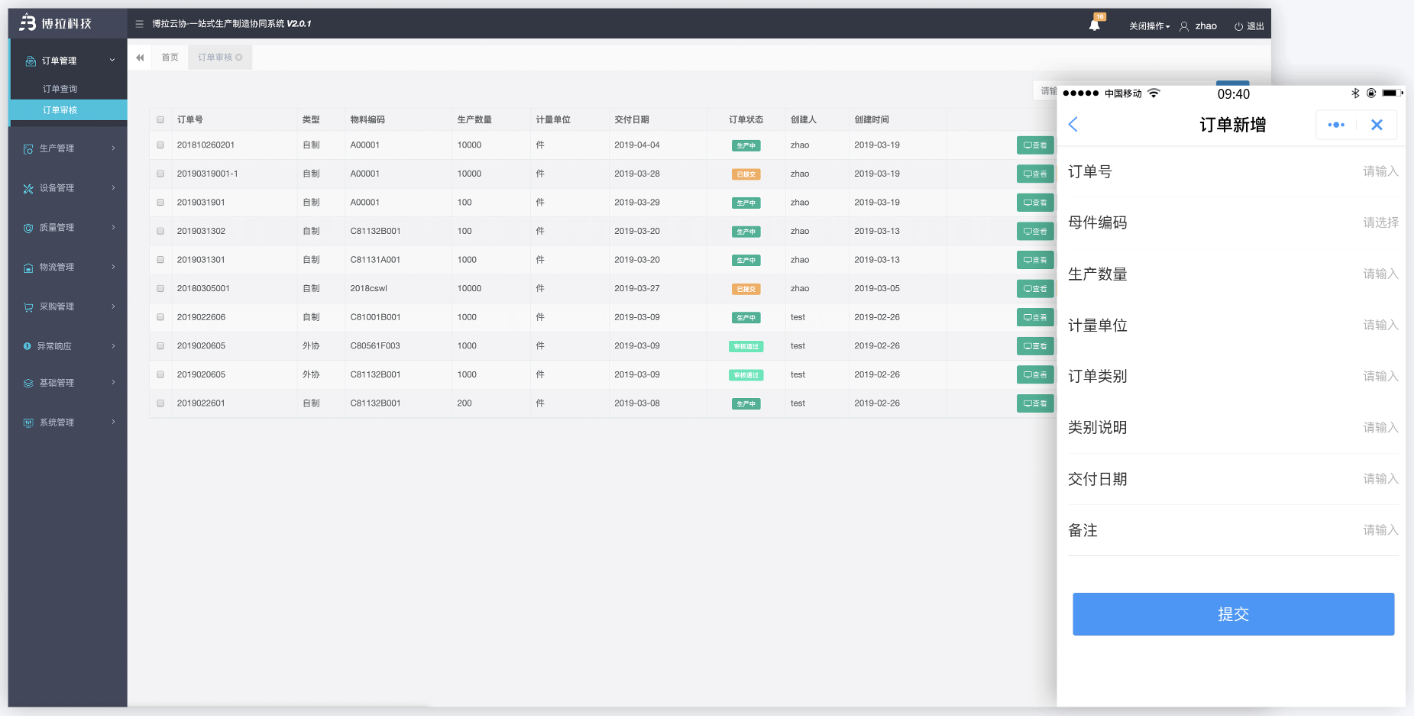 博拉科技
博拉云协-一站式生产制造协同系统 V2.0.1
10
关闭操作 zhao 退出
订单管理
订单查询
订单审核
生产管理
设备管理
质量管理
物流管理
采购管理
异常响应
基础管理
系统管理
首页 订单审核
请输
订单号 类型 物料编码 生产数量 计量单位 交付日期 订单状态 创建人 创建时间
201810260201 自制 A00001 10000 件 2019-04-04 生产中 zhao 2019-03-19 查看
20190319001-1 自制 A00001 10000 件 2019-03-28 已提交 zhao 2019-03-19 查看
2019031901 自制 A00001 100 件 2019-03-29 生产中 zhao 2019-03-19 查看
2019031302 自制 C81132B001 100 件 2019-03-20 生产中 zhao 2019-03-13 查看
2019031301 自制 C81131A001 1000 件 2019-03-20 生产中 zhao 2019-03-13 查看
20180305001 自制 2018cswl 10000 件 2019-03-27 已提交 zhao 2019-03-05 查看
2019022606 自制 C81001B001 1000 件 2019-03-09 生产中 test 2019-02-26 查看
2019020605 外协 C80561F003 1000 件 2019-03-09 审核通过 test 2019-02-26 查看
2019020605 外协 C81132B001 1000 件 2019-03-09 审核通过 test 2019-02-26 查看
2019022601 自制 C81132B001 200 件 2019-03-08 生产中 test 2019-02-26 查看
中国移动 09:40
订单新增
订单号 请输入
母件编码 请选择
生产数量 请输入
计量单位 请输入
订单类别 请输入
类别说明 请输入
交付日期 请输入
备注 请输入
提交